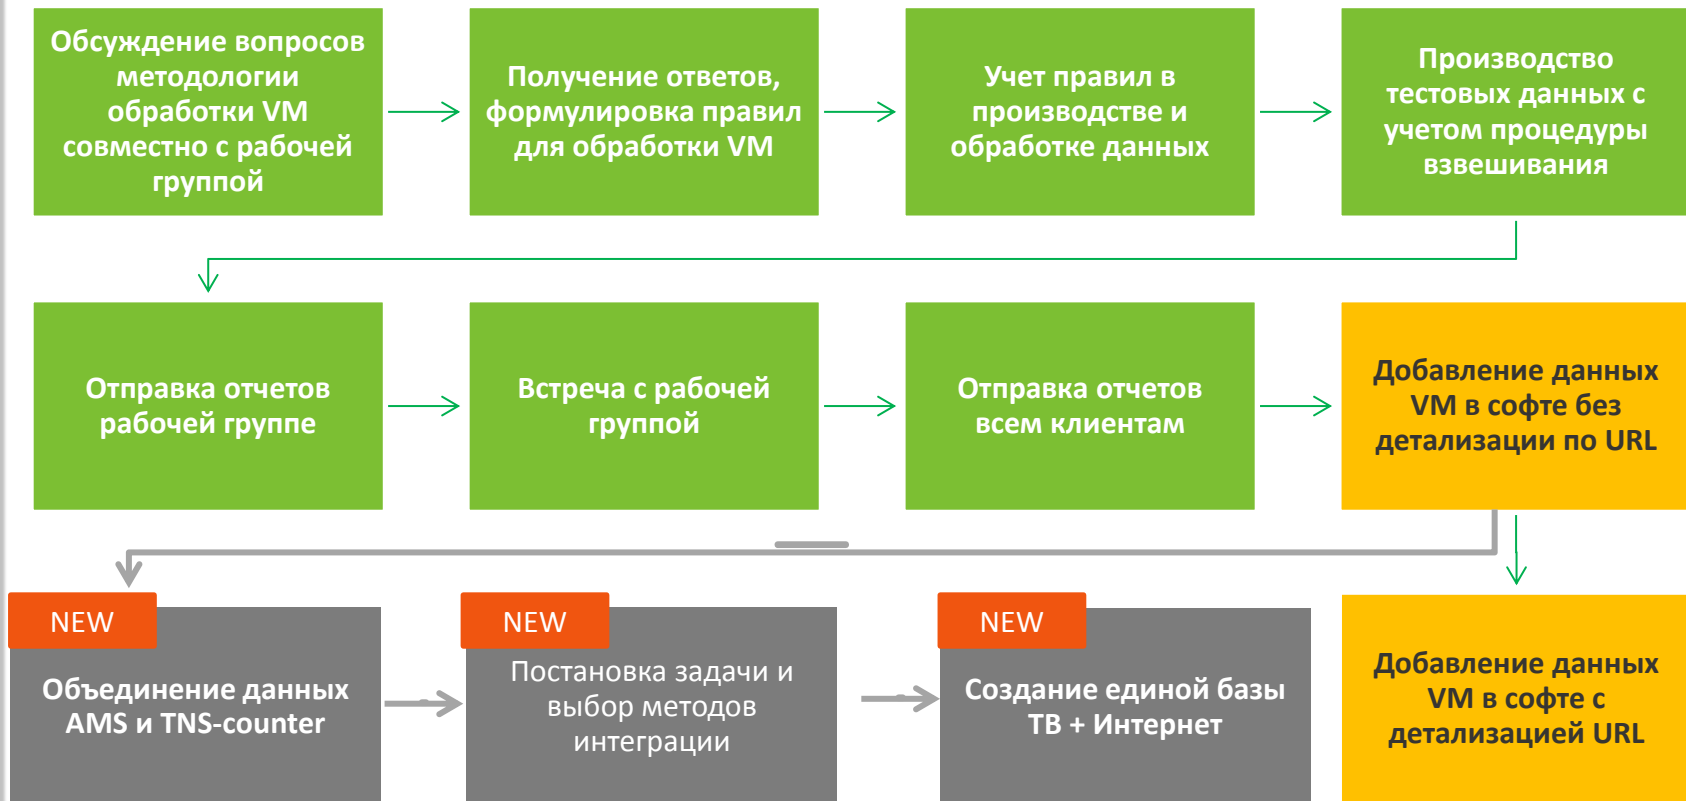 Обсуждение вопросов
методологии
обработки VM
совместно с рабочей
группой
Получение ответов,
формулировка правил
для обработки VM
Учет правил в
производстве и
обработке данных
Производство
тестовых данных с
учетом процедуры
взвешивания
Отправка отчетов
рабочей группе
Встреча с рабочей
группой
Отправка отчетов
всем клиентам
Добавление данных
VM в софте без
детализации по URL
NEW
Объединение данных
AMS и TNS-counter
NEW
Постановка задачи и
выбор методов
интеграции
NEW
Создание единой базы
ТВ + Интернет
Добавление данных
VM в софте с
детализацией URL